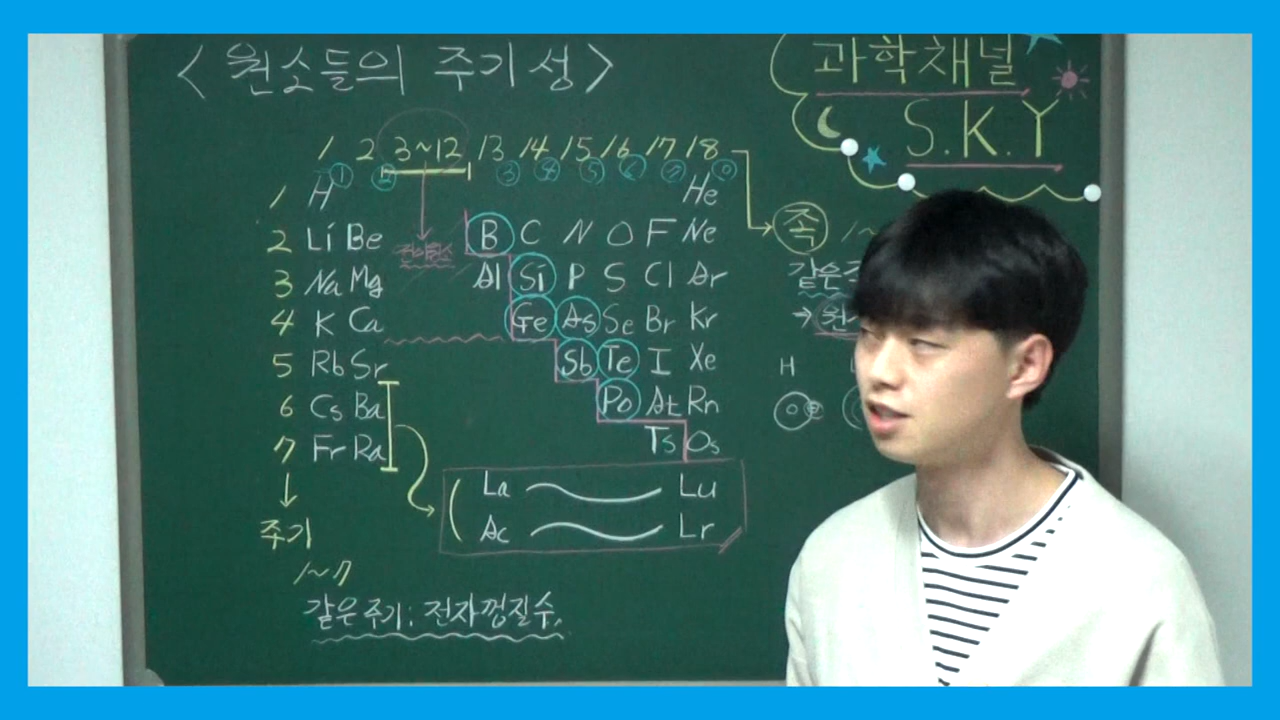 <원소들의 주기성>
과학채널
S.K.Y
1 2 3~12 13 14 15 16 17 18
① ② ③ ④ ⑤ ⑥ ⑦ ⓪
1 H He
2 Li Be B C N O F Ne
3 Na Mg Al Si P S Cl Ar
4 K Ca Ge As Se Br Kr
5 Rb Sr Sb Te I Xe
6 Cs Ba Po At Rn
7 Fr Ra Ts Os
La Lu
Ac Lr
주기
1~7
같은 주기: 전자껍질수.
족 1~
같은
H